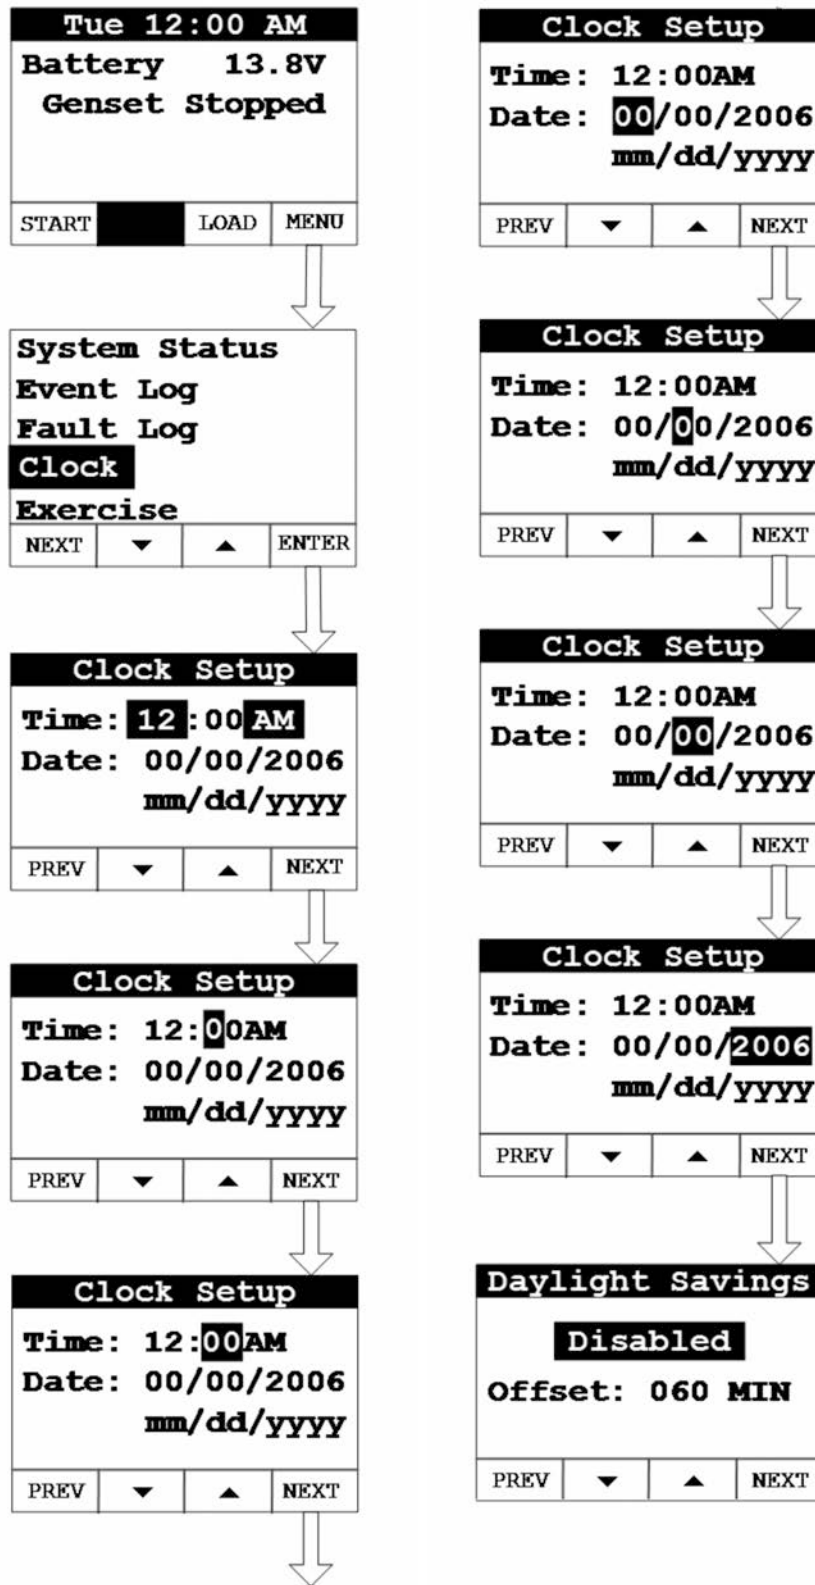 Tue 12:00 AM
Battery 13.8V
Genset Stopped
START LOAD MENU
System Status
Event Log
Fault Log
Clock
Exercise
NEXT ▼ ▲ ENTER
Clock Setup
Time: 12:00 AM
Date: 00/00/2006
mm/dd/yyyy
PREV ▼ ▲ NEXT
Clock Setup
Time: 12:00AM
Date: 00/00/2006
mm/dd/yyyy
PREV ▼ ▲ NEXT
Clock Setup
Time: 12:00AM
Date: 00/00/2006
mm/dd/yyyy
PREV ▼ ▲ NEXT
Clock Setup
Time: 12:00AM
Date: 00/00/2006
mm/dd/yyyy
PREV ▼ ▲ NEXT
Clock Setup
Time: 12:00AM
Date: 00/00/2006
mm/dd/yyyy
PREV ▼ ▲ NEXT
Clock Setup
Time: 12:00AM
Date: 00/00/2006
mm/dd/yyyy
PREV ▼ ▲ NEXT
Clock Setup
Time: 12:00AM
Date: 00/00/2006
mm/dd/yyyy
PREV ▼ ▲ NEXT
Daylight Savings
Disabled
Offset: 060 MIN
PREV ▼ ▲ NEXT